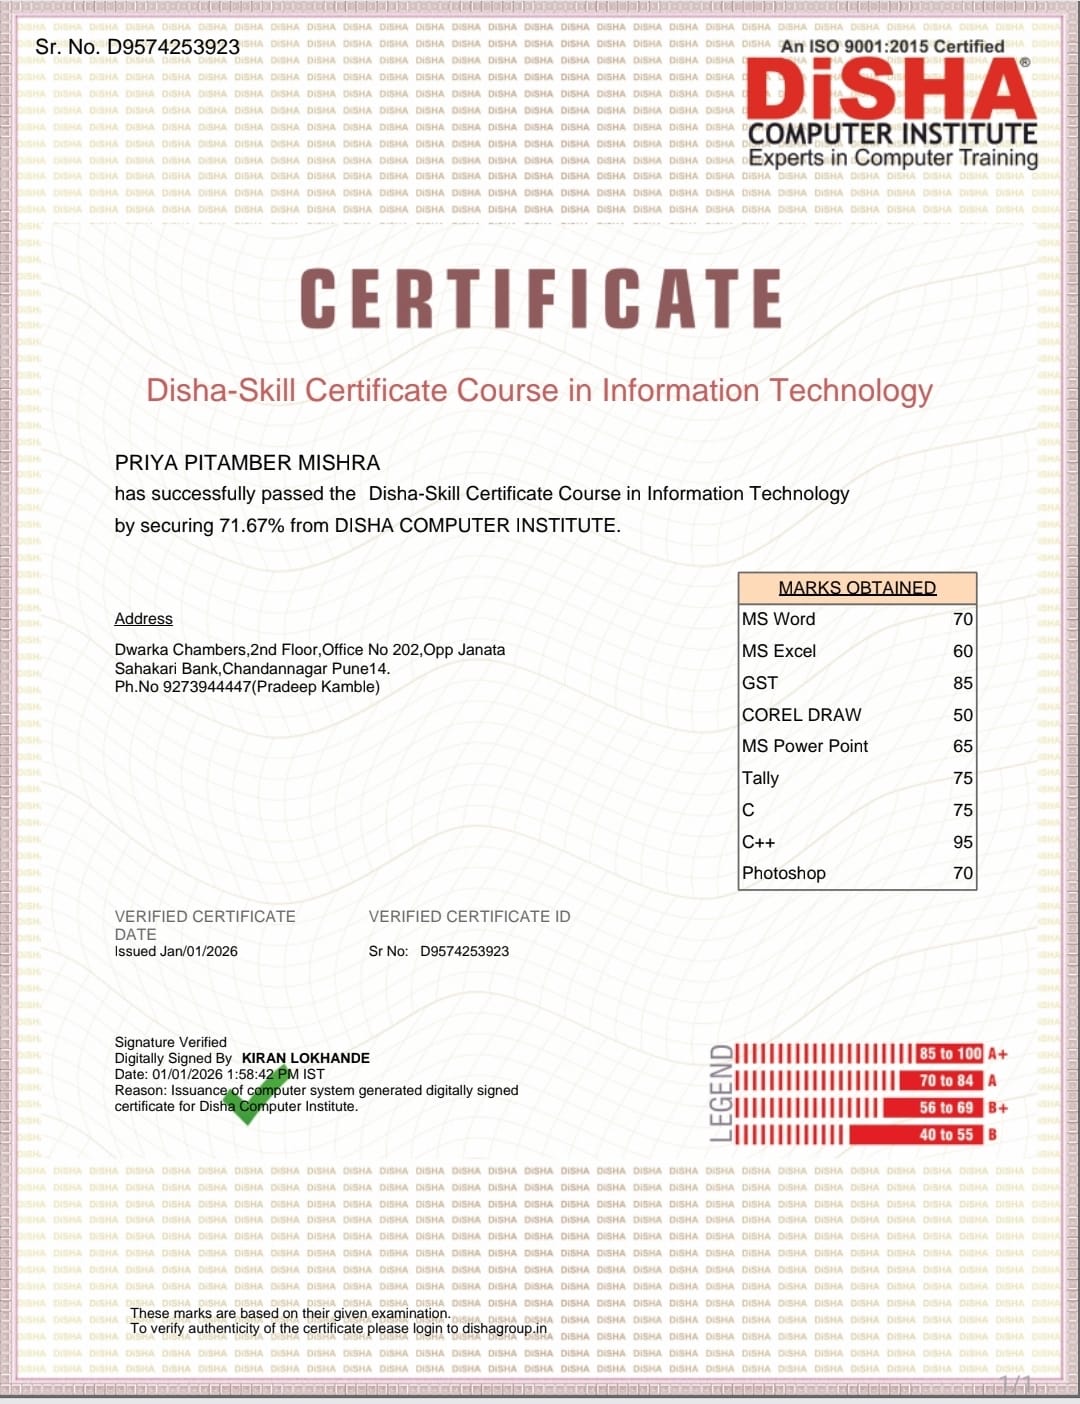 Sr. No. D9574253923
An ISO 9001:2015 Certified
DiSHA®
COMPUTER INSTITUTE
Experts in Computer Training
CERTIFICATE
Disha-Skill Certificate Course in Information Technology
PRIYA PITAMBER MISHRA
has successfully passed the Disha-Skill Certificate Course in Information Technology
by securing 71.67% from DISHA COMPUTER INSTITUTE.
Address
Dwarka Chambers,2nd Floor,Office No 202,Opp Janata
Sahakari Bank,Chandannagar Pune14.
Ph.No 9273944447(Pradeep Kamble)
MARKS OBTAINED
MS Word 70
MS Excel 60
GST 85
COREL DRAW 50
MS Power Point 65
Tally 75
C 75
C++ 95
Photoshop 70
VERIFIED CERTIFICATE
DATE
Issued Jan/01/2026
VERIFIED CERTIFICATE ID
Sr No: D9574253923
Signature Verified
Digitally Signed By KIRAN LOKHANDE
Date: 01/01/2026 1:58:42 PM IST
Reason: Issuance of computer system generated digitally signed
certificate for Disha Computer Institute.
LEGEND
85 to 100 A+
70 to 84 A
56 to 69 B+
40 to 55 B
These marks are based on their given examination.
To verify authenticity of the certificate please login to dishagroup.in
1/1